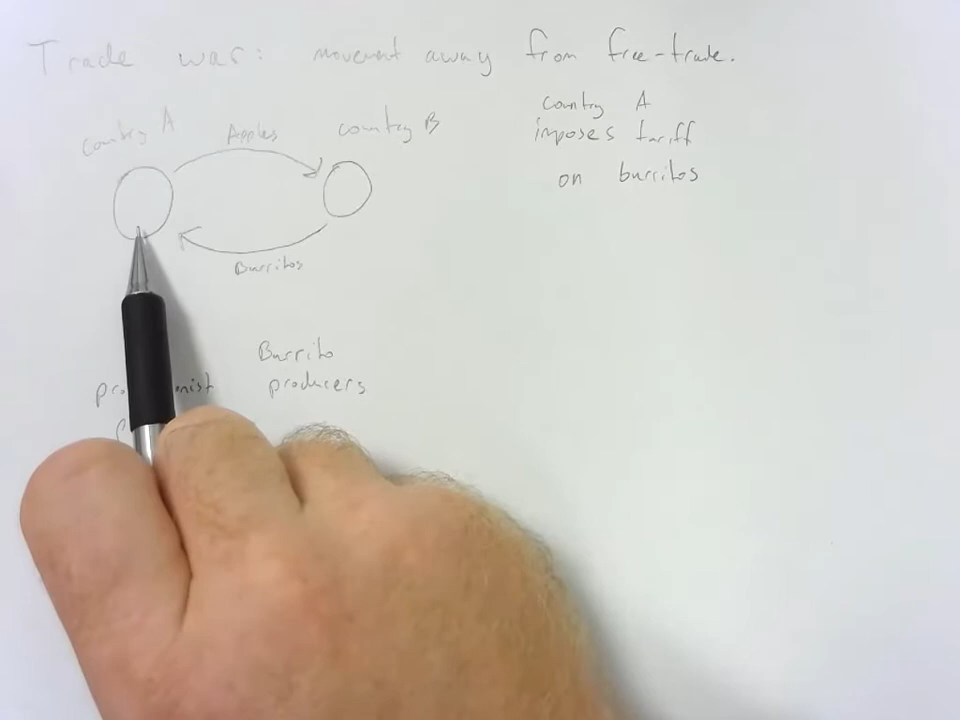 Trade war: movement away from free-trade.
country A
Apples
country B
country A
imposes tariff
on burritos
Burritos
Burrito
producers